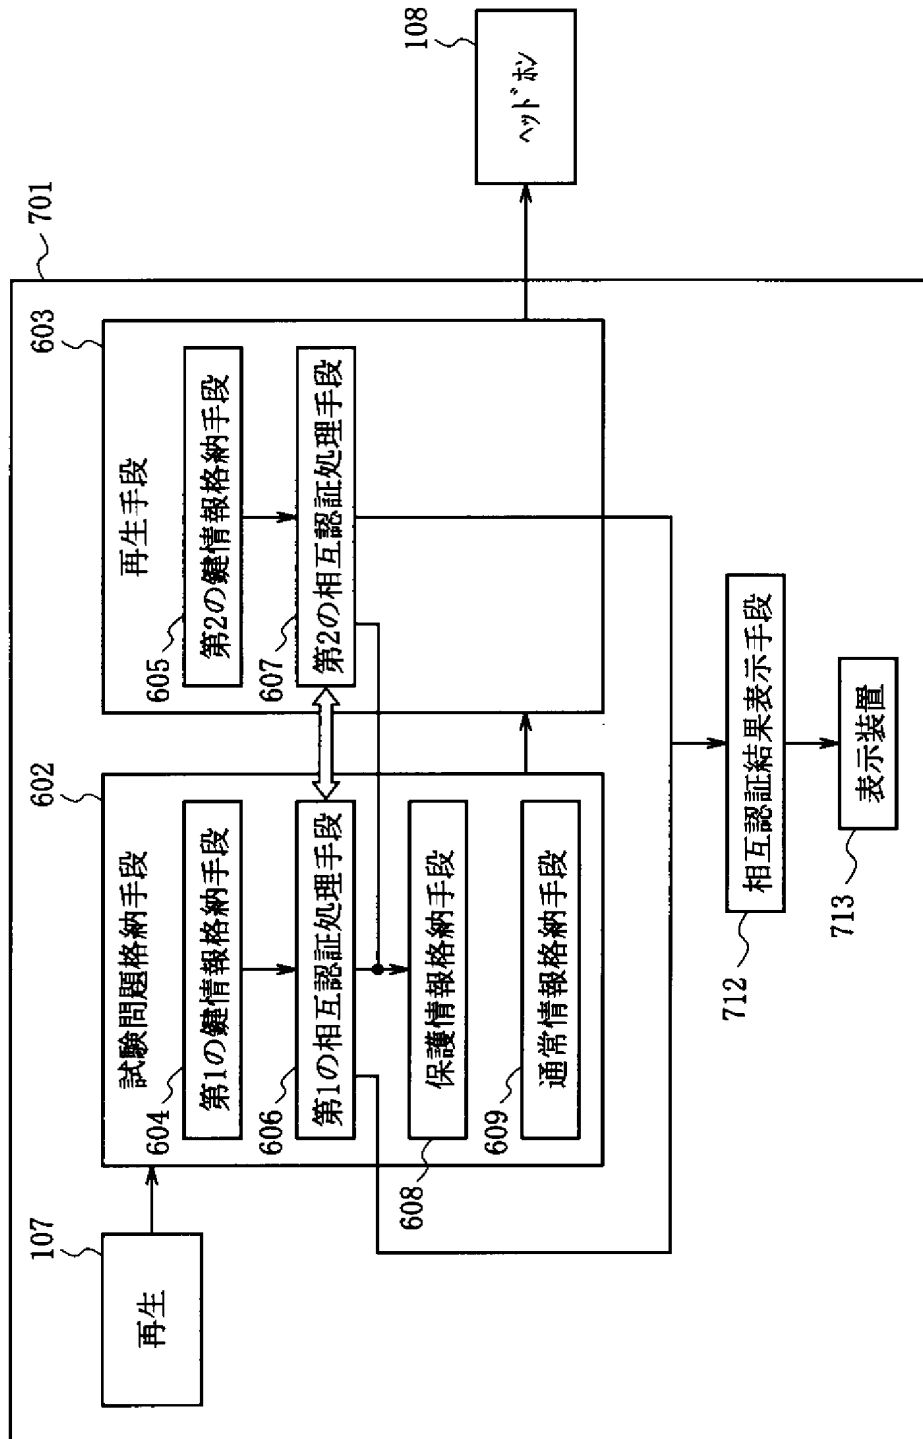 701
107
再生
602
試験問題格納手段
604
第1の鍵情報格納手段
606
第1の相互認証処理手段
608
保護情報格納手段
609
通常情報格納手段
603
再生手段
605
第2の鍵情報格納手段
607
第2の相互認証処理手段
108
ヘッドホン
712
相互認証結果表示手段
713
表示装置